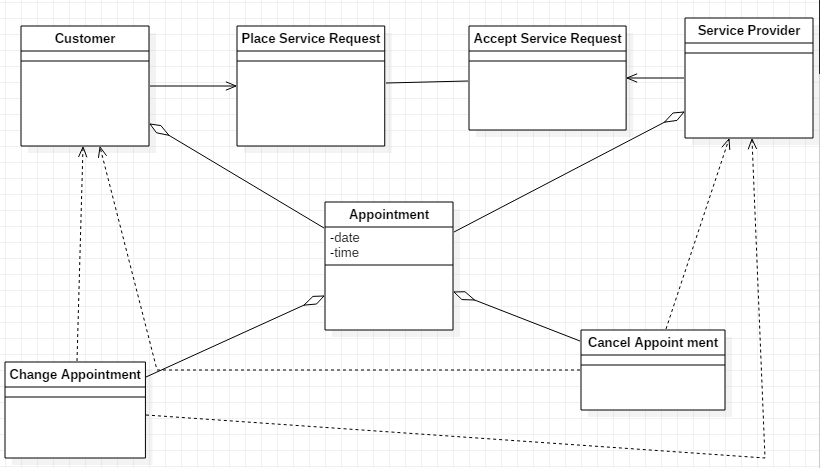 Customer
Place Service Request
Accept Service Request
Service Provider
Appointment
-date
-time
Change Appointment
Cancel Appoint ment